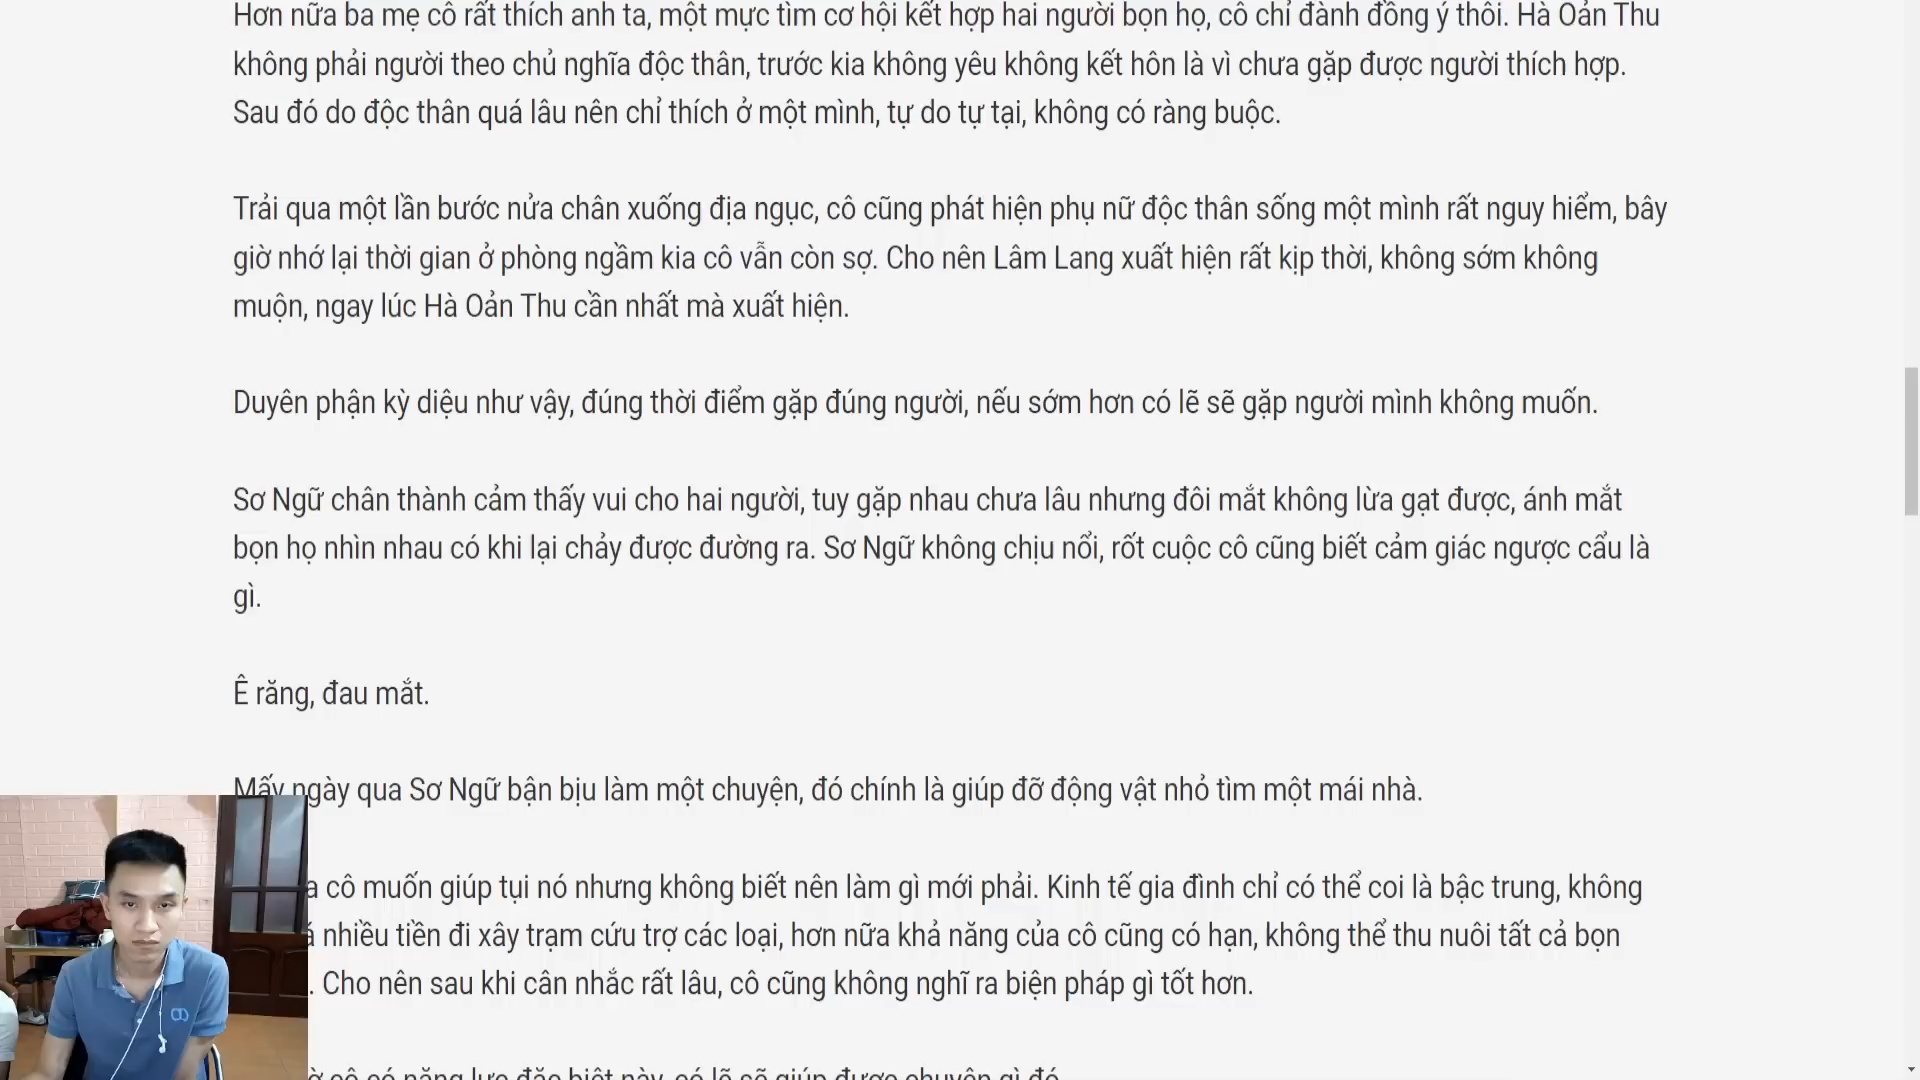 Hơn nữa ba mẹ cô rất thích anh ta, một mực tìm cơ hội kết hợp hai người bọn họ, cô chỉ đành đồng ý thôi. Hà Oản Thu
không phải người theo chủ nghĩa độc thân, trước kia không yêu không kết hôn là vì chưa gặp được người thích hợp.
Sau đó do độc thân quá lâu nên chỉ thích ở một mình, tự do tự tại, không có ràng buộc.
Trải qua một lần bước nửa chân xuống địa ngục, cô cũng phát hiện phụ nữ độc thân sống một mình rất nguy hiểm, bây
giờ nhớ lại thời gian ở phòng ngầm kia cô vẫn còn sợ. Cho nên Lâm Lang xuất hiện rất kịp thời, không sớm không
muộn, ngay lúc Hà Oản Thu cần nhất mà xuất hiện.
Duyên phận kỳ diệu như vậy, đúng thời điểm gặp đúng người, nếu sớm hơn có lẽ sẽ gặp người mình không muốn.
Sơ Ngữ chân thành cảm thấy vui cho hai người, tuy gặp nhau chưa lâu nhưng đôi mắt không lừa gạt được, ánh mắt
bọn họ nhìn nhau có khi lại chảy được đường ra. Sơ Ngữ không chịu nổi, rốt cuộc cô cũng biết cảm giác ngược cẩu là
gì.
Ê răng, đau mắt.
Mấy ngày qua Sơ Ngữ bận bịu làm một chuyện, đó chính là giúp đỡ động vật nhỏ tìm một mái nhà.
cô muốn giúp tụi nó nhưng không biết nên làm gì mới phải. Kinh tế gia đình chỉ có thể coi là bậc trung, không
nhiều tiền đi xây trạm cứu trợ các loại, hơn nữa khả năng của cô cũng có hạn, không thể thu nuôi tất cả bọn
. Cho nên sau khi cân nhắc rất lâu, cô cũng không nghĩ ra biện pháp gì tốt hơn.
cô có năng lực đặc biệt này, có lẽ sẽ giúp được chuyện gì đó.